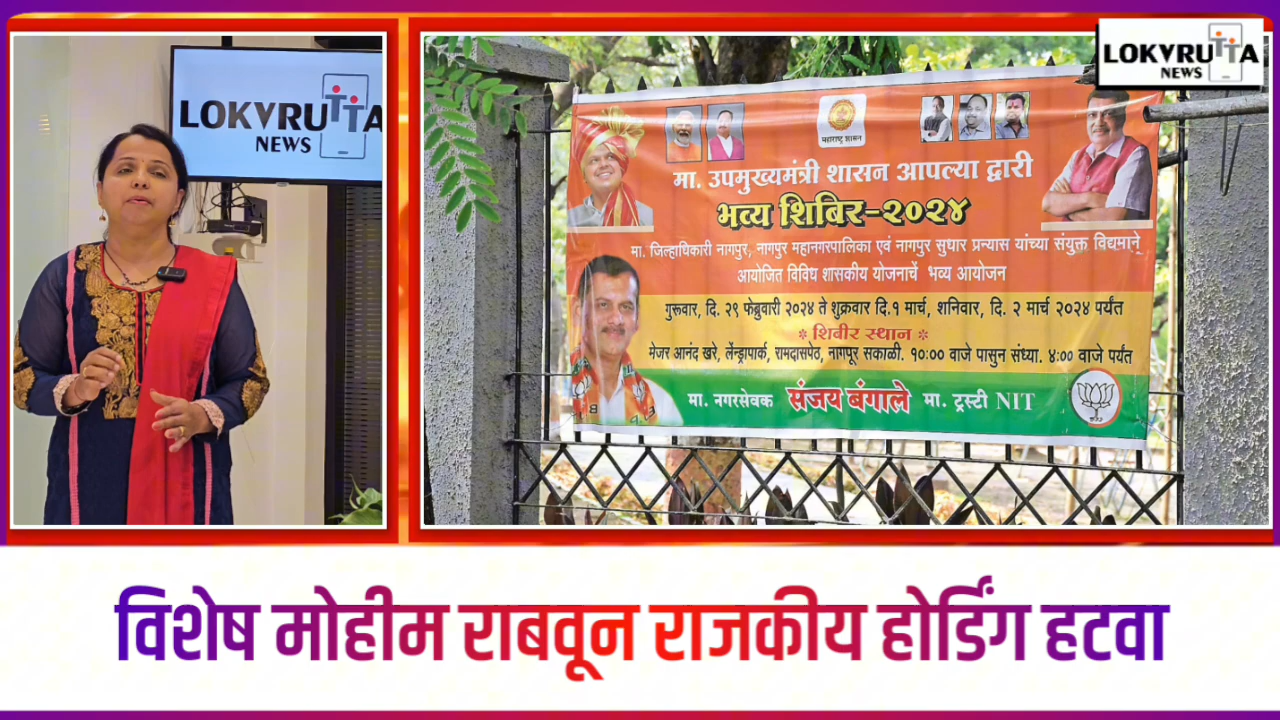 LOKVRUTTA
NEWS
LOKVRUTTA
NEWS
महाराष्ट्र शासन
मा. उपमुख्यमंत्री शासन आपल्या द्वारी
भव्य शिबिर-२०२४
मा. जिल्हाधिकारी नागपुर, नागपुर महानगरपालिका एवं नागपुर सुधार प्रन्यास यांच्या संयुक्त विद्यमाने
आयोजित विविध शासकीय योजनाचें भव्य आयोजन
गुरूवार, दि. २९ फेब्रुवारी २०२४ ते शुक्रवार दि.१ मार्च, शनिवार, दि. २ मार्च २०२४ पर्यंत
* शिबीर स्थान *
मेजर आनंद खरे, लेंन्ड्रापार्क, रामदासपेठ, नागपूर सकाळी. १०:०० वाजे पासुन संध्या. ४:०० वाजे पर्यंत
मा. नगरसेवक संजय बंगाले मा. ट्रस्टी NIT
विशेष मोहीम राबवून राजकीय होर्डिंग हटवा